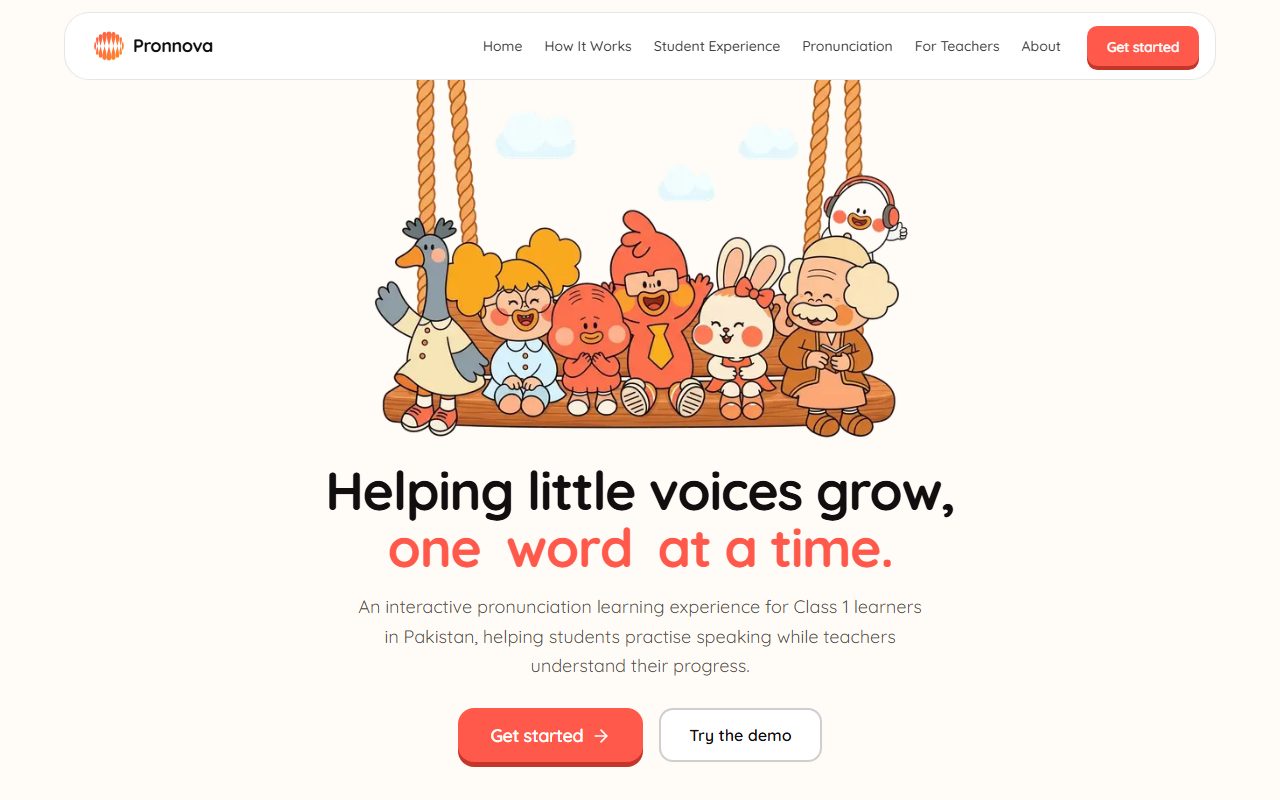 Pronnova
Home
How It Works
Student Experience
Pronunciation
For Teachers
About
Get started
Helping little voices grow,
one word at a time.
An interactive pronunciation learning experience for Class 1 learners
in Pakistan, helping students practise speaking while teachers
understand their progress.
Get started →
Try the demo